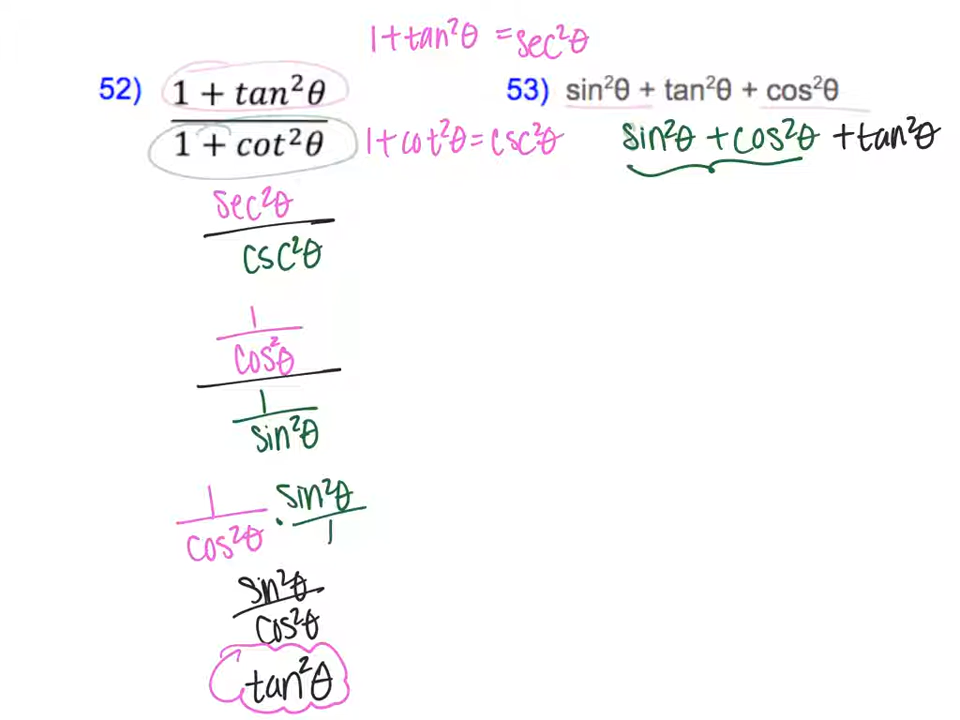 1+tan²θ = sec²θ
52) 1 + tan²θ
1 + cot²θ
1+cot²θ = csc²θ
sec²θ
csc²θ
1
cos²θ
1
sin²θ
1 · sin²θ
cos²θ 1
sin²θ
cos²θ
tan²θ
53) sin²θ + tan²θ + cos²θ
sin²θ + cos²θ + tan²θ